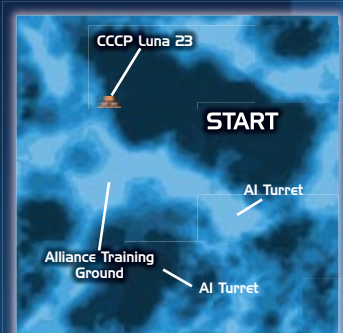 CCCP Luna 23
START
AI Turret
Alliance Training
Ground
AI Turret